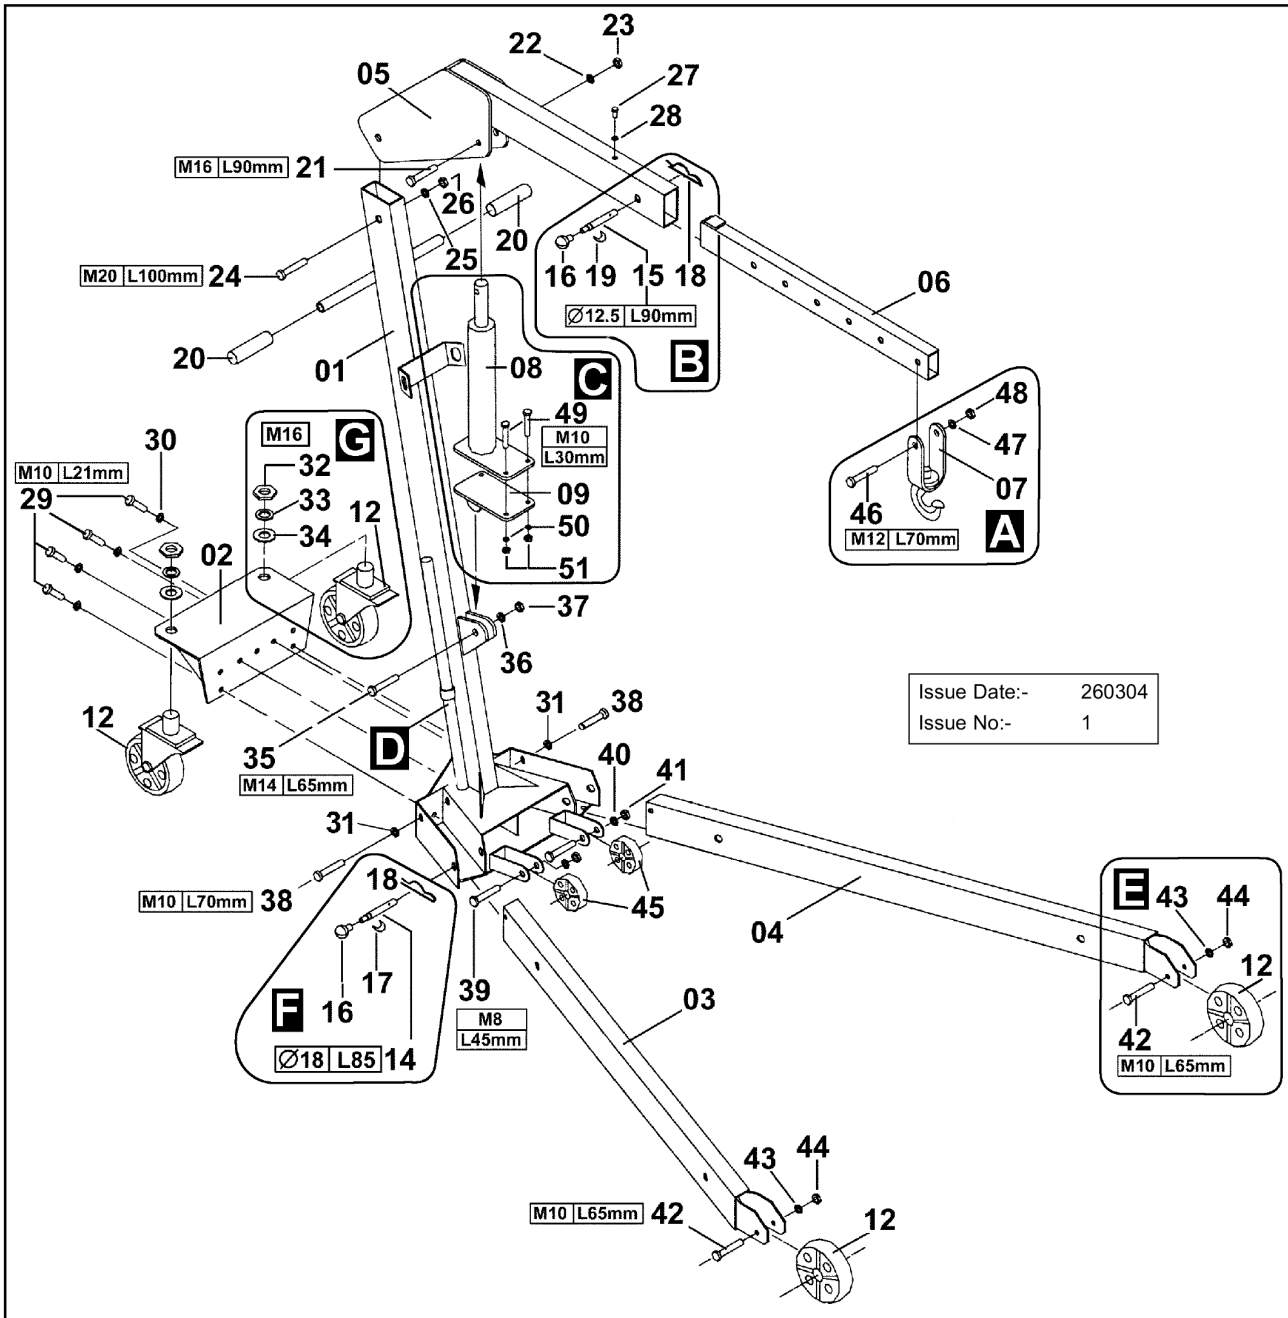 23
22
05
27
28
M16 L90mm 21
26
20
25
18
M20 L100mm 24
16 19 15 18
06
Ø12.5 L90mm
20
01
08
C
B
49
48
G
M16
M10
L30mm
47
30
M10 L21mm
32
29
33
09
07
12
46
34
50
M12 L70mm
A
02
51
37
36
Issue Date:- 260304
Issue No:- 1
12
31 38
D
35
40
41
M14 L65mm
31
E 43 44
18
M10 L70mm 38
45
04
12
17
39
F 16
03
M8
L45mm
42
Ø18 L85 14
M10 L65mm
44
43
M10 L65mm 42
12